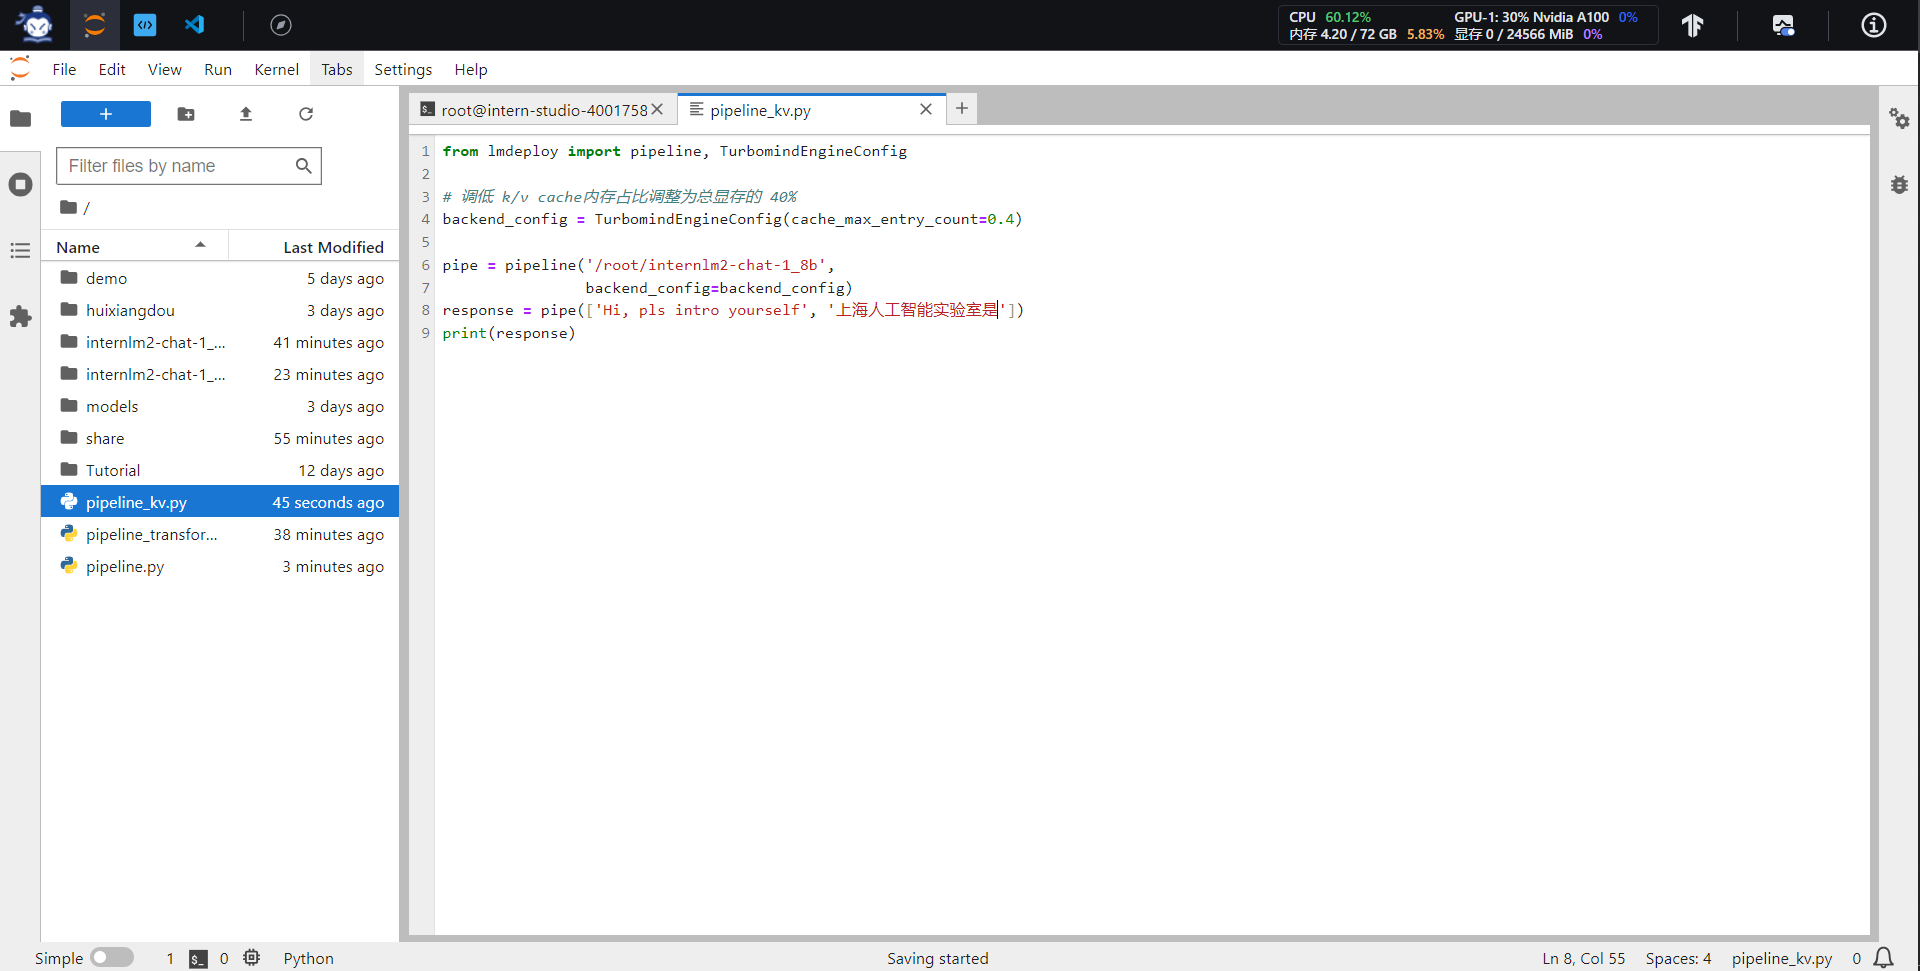 CPU 60.12% GPU-1: 30% Nvidia A100 0%
内存 4.20 / 72 GB 5.83% 显存 0 / 24566 MiB 0%
File Edit View Run Kernel Tabs Settings Help
root@intern-studio-4001758 pipeline_kv.py
Filter files by name
/
Name Last Modified
demo 5 days ago
huixiangdou 3 days ago
internlm2-chat-1_... 41 minutes ago
internlm2-chat-1_... 23 minutes ago
models 3 days ago
share 55 minutes ago
Tutorial 12 days ago
pipeline_kv.py 45 seconds ago
pipeline_transfor... 38 minutes ago
pipeline.py 3 minutes ago
1 from lmdeploy import pipeline, TurbomindEngineConfig
2
3 # 调低 k/v cache内存占比调整为总显存的 40%
4 backend_config = TurbomindEngineConfig(cache_max_entry_count=0.4)
5
6 pipe = pipeline('/root/internlm2-chat-1_8b',
7 backend_config=backend_config)
8 response = pipe(['Hi, pls intro yourself', '上海人工智能实验室是'])
9 print(response)
Simple 1 $_ 0 Python Saving started Ln 8, Col 55 Spaces: 4 pipeline_kv.py 0